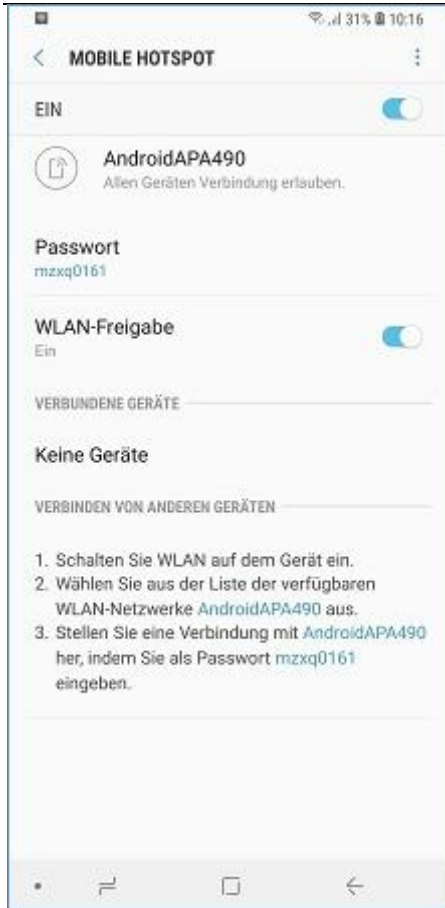 31% 10:16
MOBILE HOTSPOT
EIN
AndroidAPA490
Allen Geräten Verbindung erlauben.
Passwort
mzxq0161
WLAN-Freigabe
Ein
VERBUNDENE GERÄTE
Keine Geräte
VERBINDEN VON ANDEREN GERÄTEN
1. Schalten Sie WLAN auf dem Gerät ein.
2. Wählen Sie aus der Liste der verfügbaren
WLAN-Netzwerke AndroidAPA490 aus.
3. Stellen Sie eine Verbindung mit AndroidAPA490
her, indem Sie als Passwort mzxq0161
eingeben.